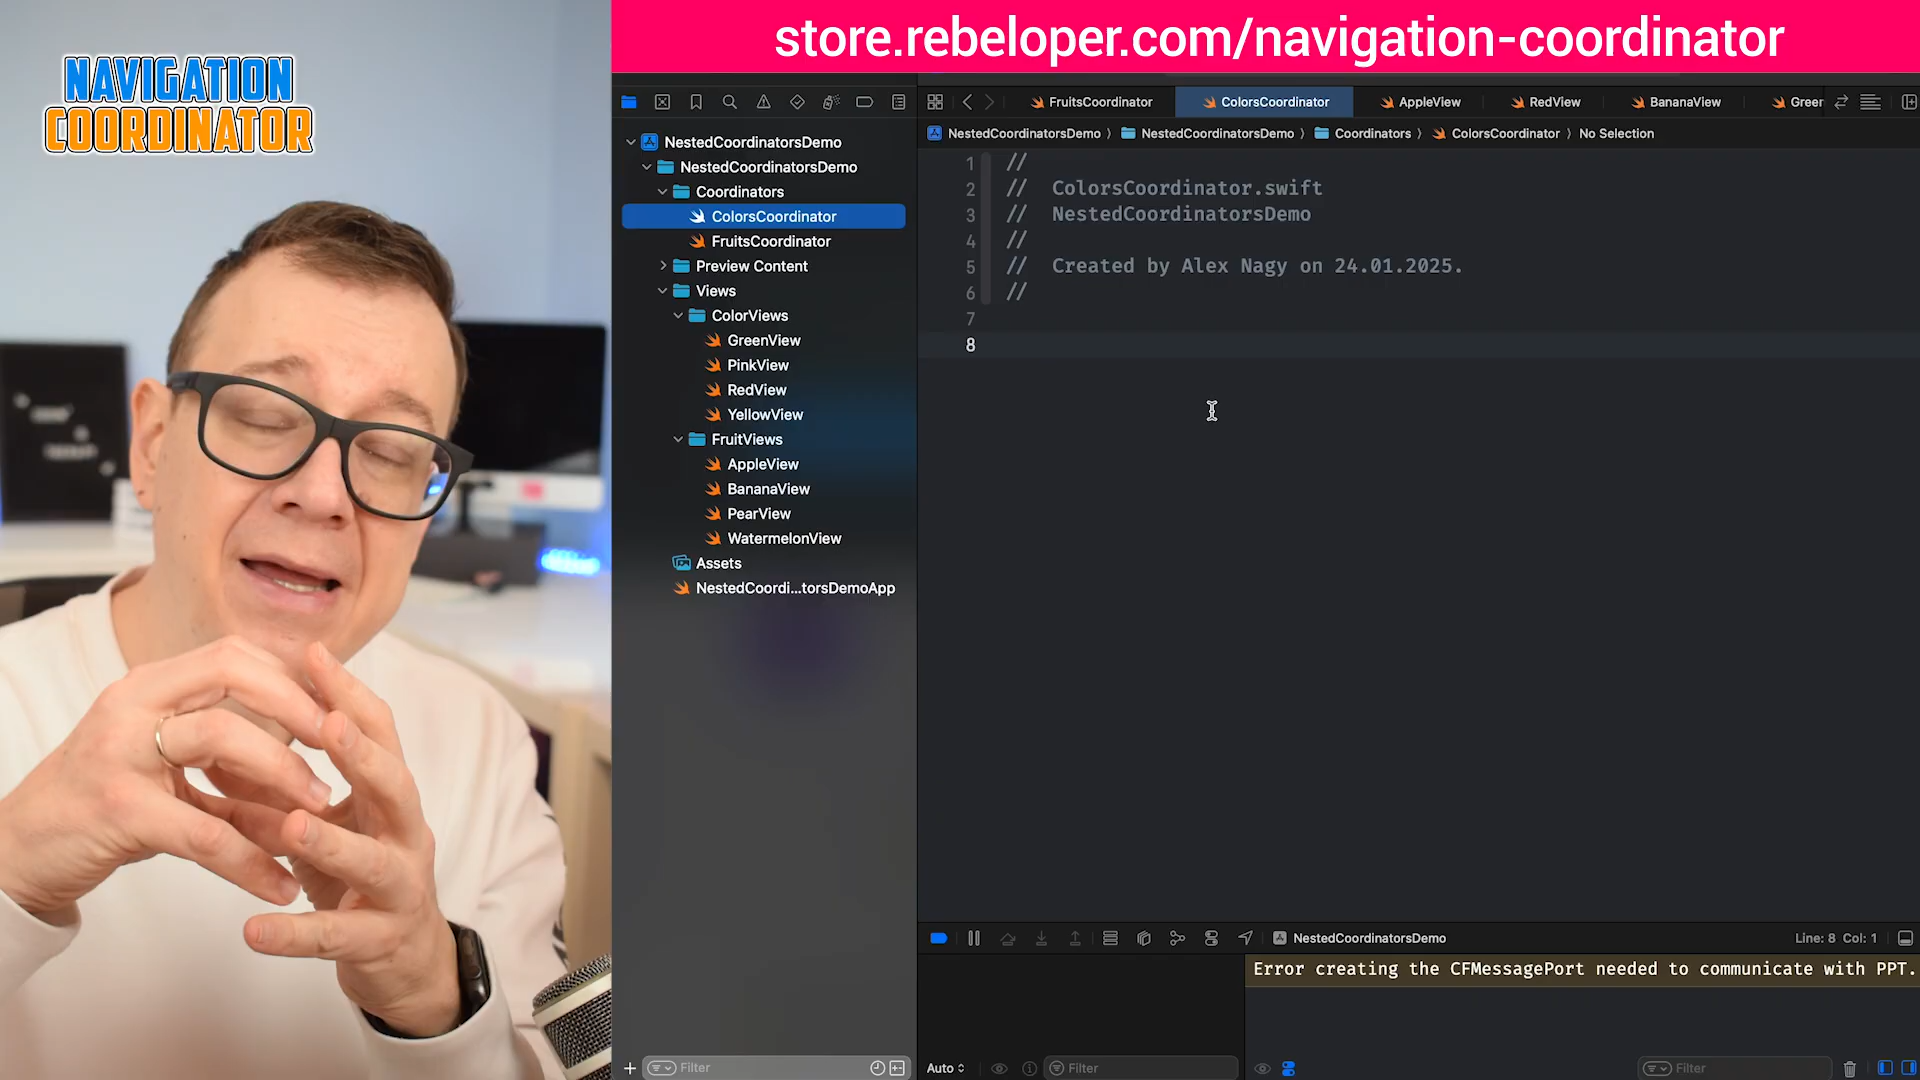 store.rebeloper.com/navigation-coordinator
NAVIGATION
COORDINATOR
FruitsCoordinator
ColorsCoordinator
AppleView
RedView
BananaView
Greer
NestedCoordinatorsDemo
NestedCoordinatorsDemo
Coordinators
ColorsCoordinator
No Selection
NestedCoordinatorsDemo
NestedCoordinatorsDemo
Coordinators
ColorsCoordinator
FruitsCoordinator
Preview Content
Views
ColorViews
GreenView
PinkView
RedView
YellowView
FruitViews
AppleView
BananaView
PearView
WatermelonView
Assets
NestedCoordi...torsDemoApp
Filter
1 //
2 // ColorsCoordinator.swift
3 // NestedCoordinatorsDemo
4 //
5 // Created by Alex Nagy on 24.01.2025.
6 //
7
8
NestedCoordinatorsDemo
Line: 8 Col: 1
Error creating the CFMessagePort needed to communicate with PPT.
Auto
Filter
Filter